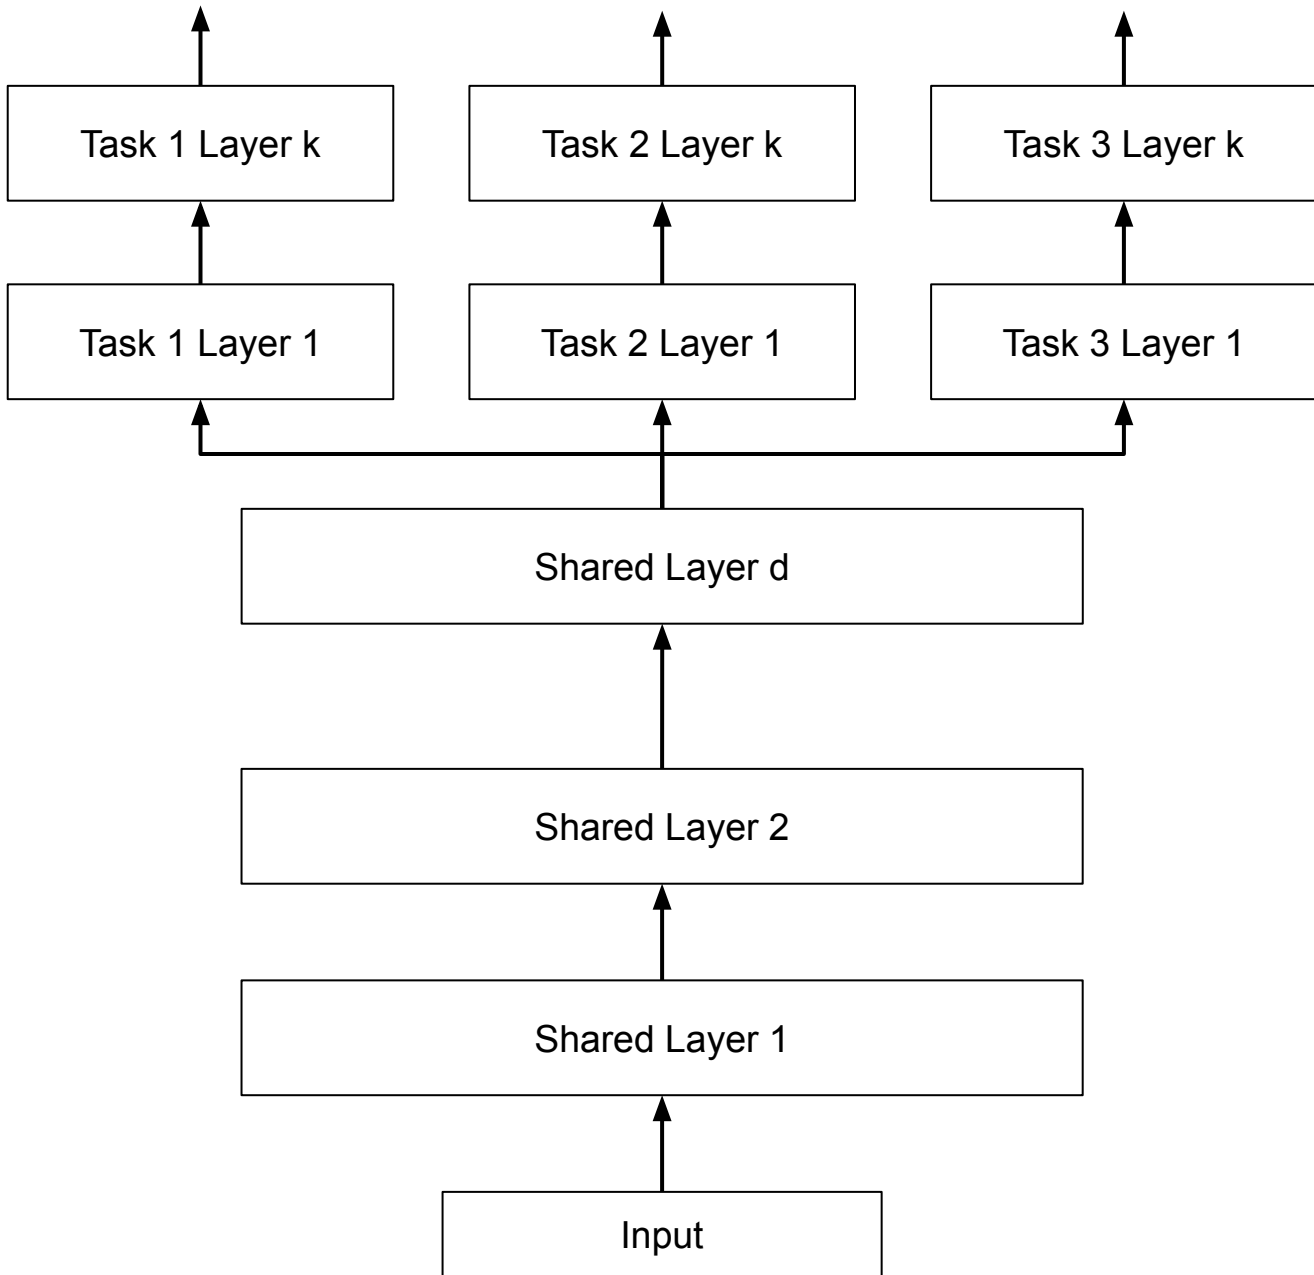 Task 1 Layer k
Task 2 Layer k
Task 3 Layer k
Task 1 Layer 1
Task 2 Layer 1
Task 3 Layer 1
Shared Layer d
Shared Layer 2
Shared Layer 1
Input